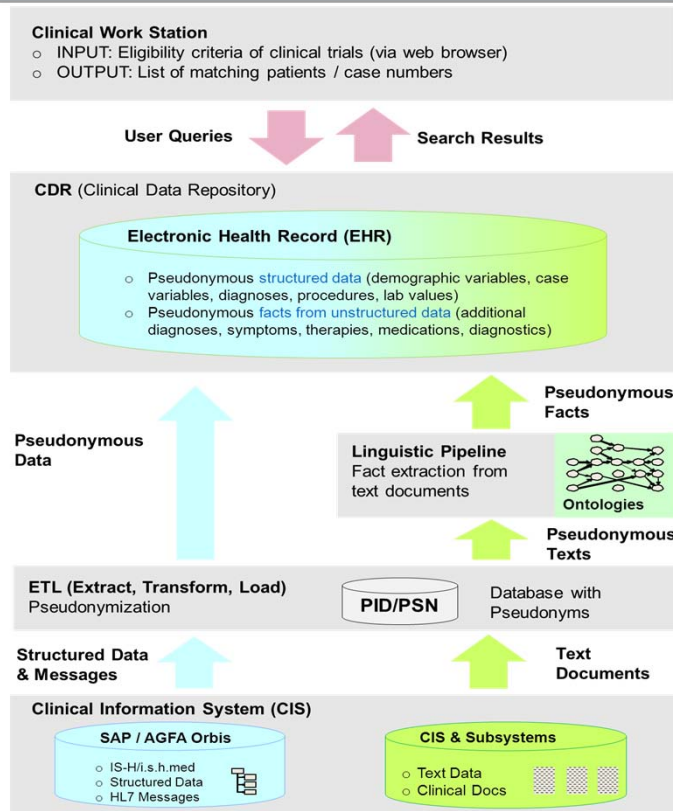 Clinical Work Station
o INPUT: Eligibility criteria of clinical trials (via web browser)
o OUTPUT: List of matching patients / case numbers
User Queries
Search Results
CDR (Clinical Data Repository)
Electronic Health Record (EHR)
o Pseudonymous structured data (demographic variables, case
variables, diagnoses, procedures, lab values)
o Pseudonymous facts from unstructured data (additional
diagnoses, symptoms, therapies, medications, diagnostics)
Pseudonymous
Data
Pseudonymous
Facts
Linguistic Pipeline
Fact extraction from
text documents
Ontologies
Pseudonymous
Texts
ETL (Extract, Transform, Load)
Pseudonymization
PID/PSN
Database with
Pseudonyms
Structured Data
& Messages
Text
Documents
Clinical Information System (CIS)
SAP / AGFA Orbis
o IS-H/i.s.h.med
o Structured Data
o HL7 Messages
CIS & Subsystems
o Text Data
o Clinical Docs